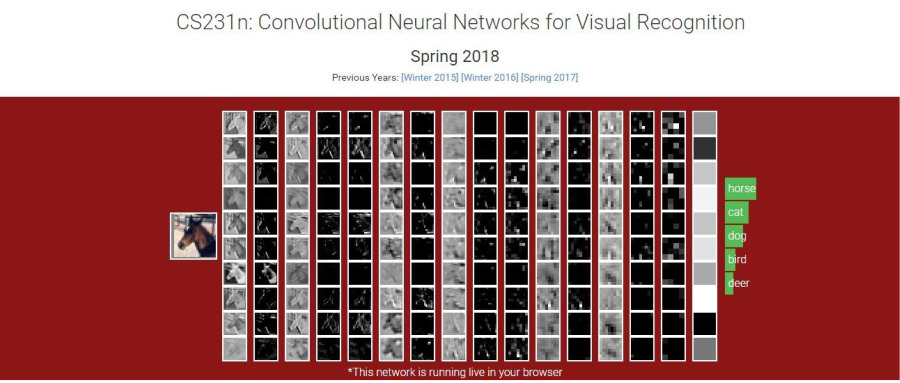 CS231n: Convolutional Neural Networks for Visual Recognition
Spring 2018
Previous Years: [Winter 2015] [Winter 2016] [Spring 2017]
horse
cat
dog
bird
deer
*This network is running live in your browser